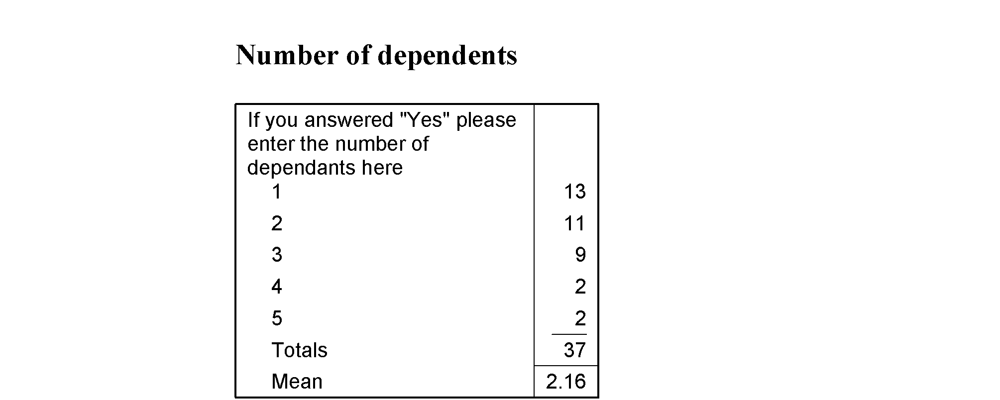 Number of dependents
If you answered "Yes" please
enter the number of
dependants here
1 13
2 11
3 9
4 2
5 2
Totals 37
Mean 2.16